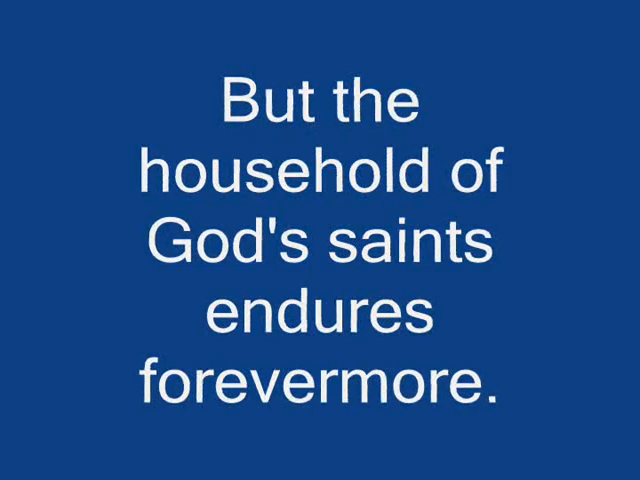 But the
household of
God's saints
endures
forevermore.